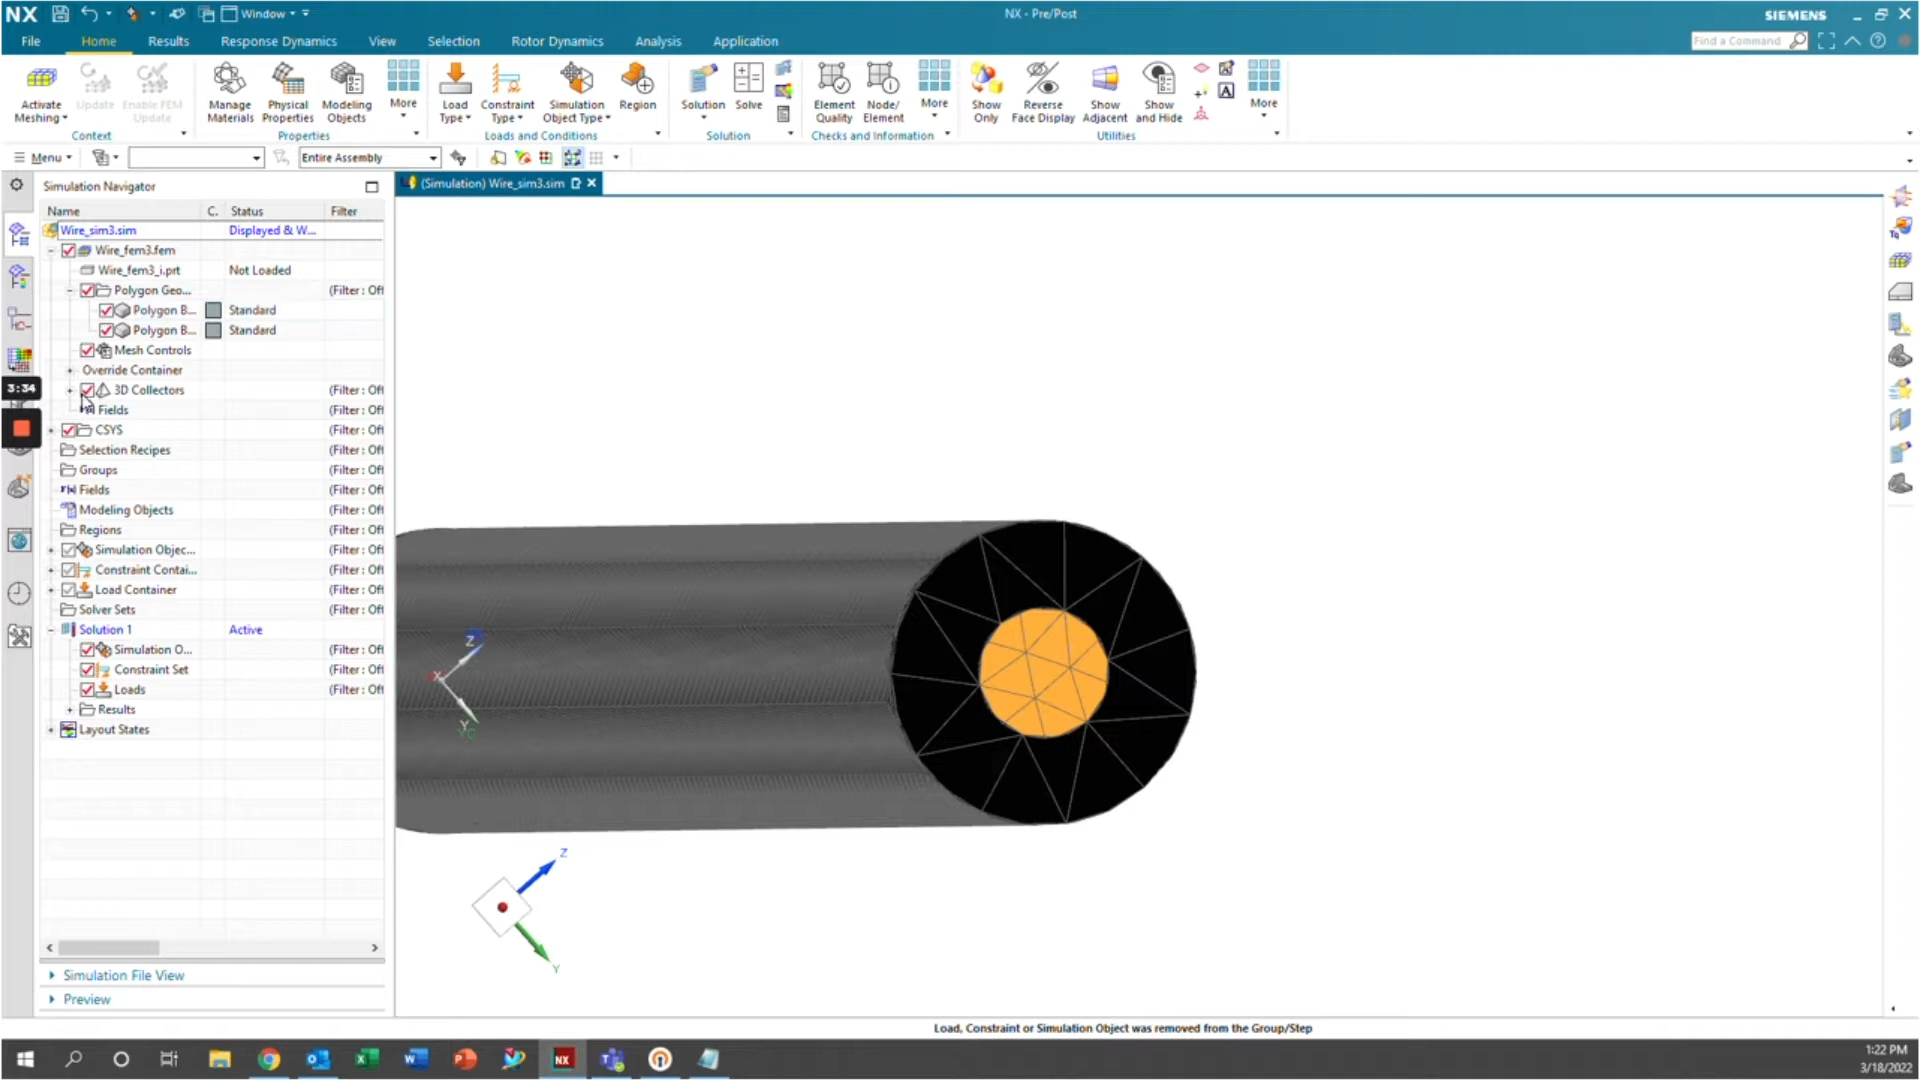 NX
Window
NX - Pre/Post
SIEMENS
File
Home
Results
Response Dynamics
View
Selection
Rotor Dynamics
Analysis
Application
Find a Command
Activate
Meshing
Update
Enable FEM
Update
Manage
Materials
Physical
Properties
Modeling
Objects
More
Load
Type
Constraint
Type
Simulation
Object Type
Region
Solution
Solve
Element
Quality
Node/
Element
More
Show
Only
Reverse
Face Display
Show
Adjacent
Show
and Hide
More
Context
Properties
Loads and Conditions
Solution
Checks and Information
Utilities
Menu
Entire Assembly
Simulation Navigator
(Simulation) Wire_sim3.sim
Name C. Status Filter
Wire_sim3.sim Displayed & W...
Wire_fem3.fem
Wire_fem3_i.prt Not Loaded
Polygon Geo... (Filter : Off
Polygon B... Standard
Polygon B... Standard
Mesh Controls
Override Container
3:34
3D Collectors (Filter : Off
Fields (Filter : Off
CSYS (Filter : Off
Selection Recipes (Filter : Off
Groups (Filter : Off
Fields (Filter : Off
Modeling Objects (Filter : Off
Regions (Filter : Off
Simulation Objec... (Filter : Off
Constraint Contai... (Filter : Off
Load Container (Filter : Off
Solver Sets (Filter : Off
Solution 1 Active
Simulation O... (Filter : Off
Constraint Set (Filter : Off
Loads (Filter : Off
Results
Layout States
Z
X
Y
YC
Z
Y
Simulation File View
Preview
Load, Constraint or Simulation Object was removed from the Group/Step
NX
1:22 PM
3/18/2022